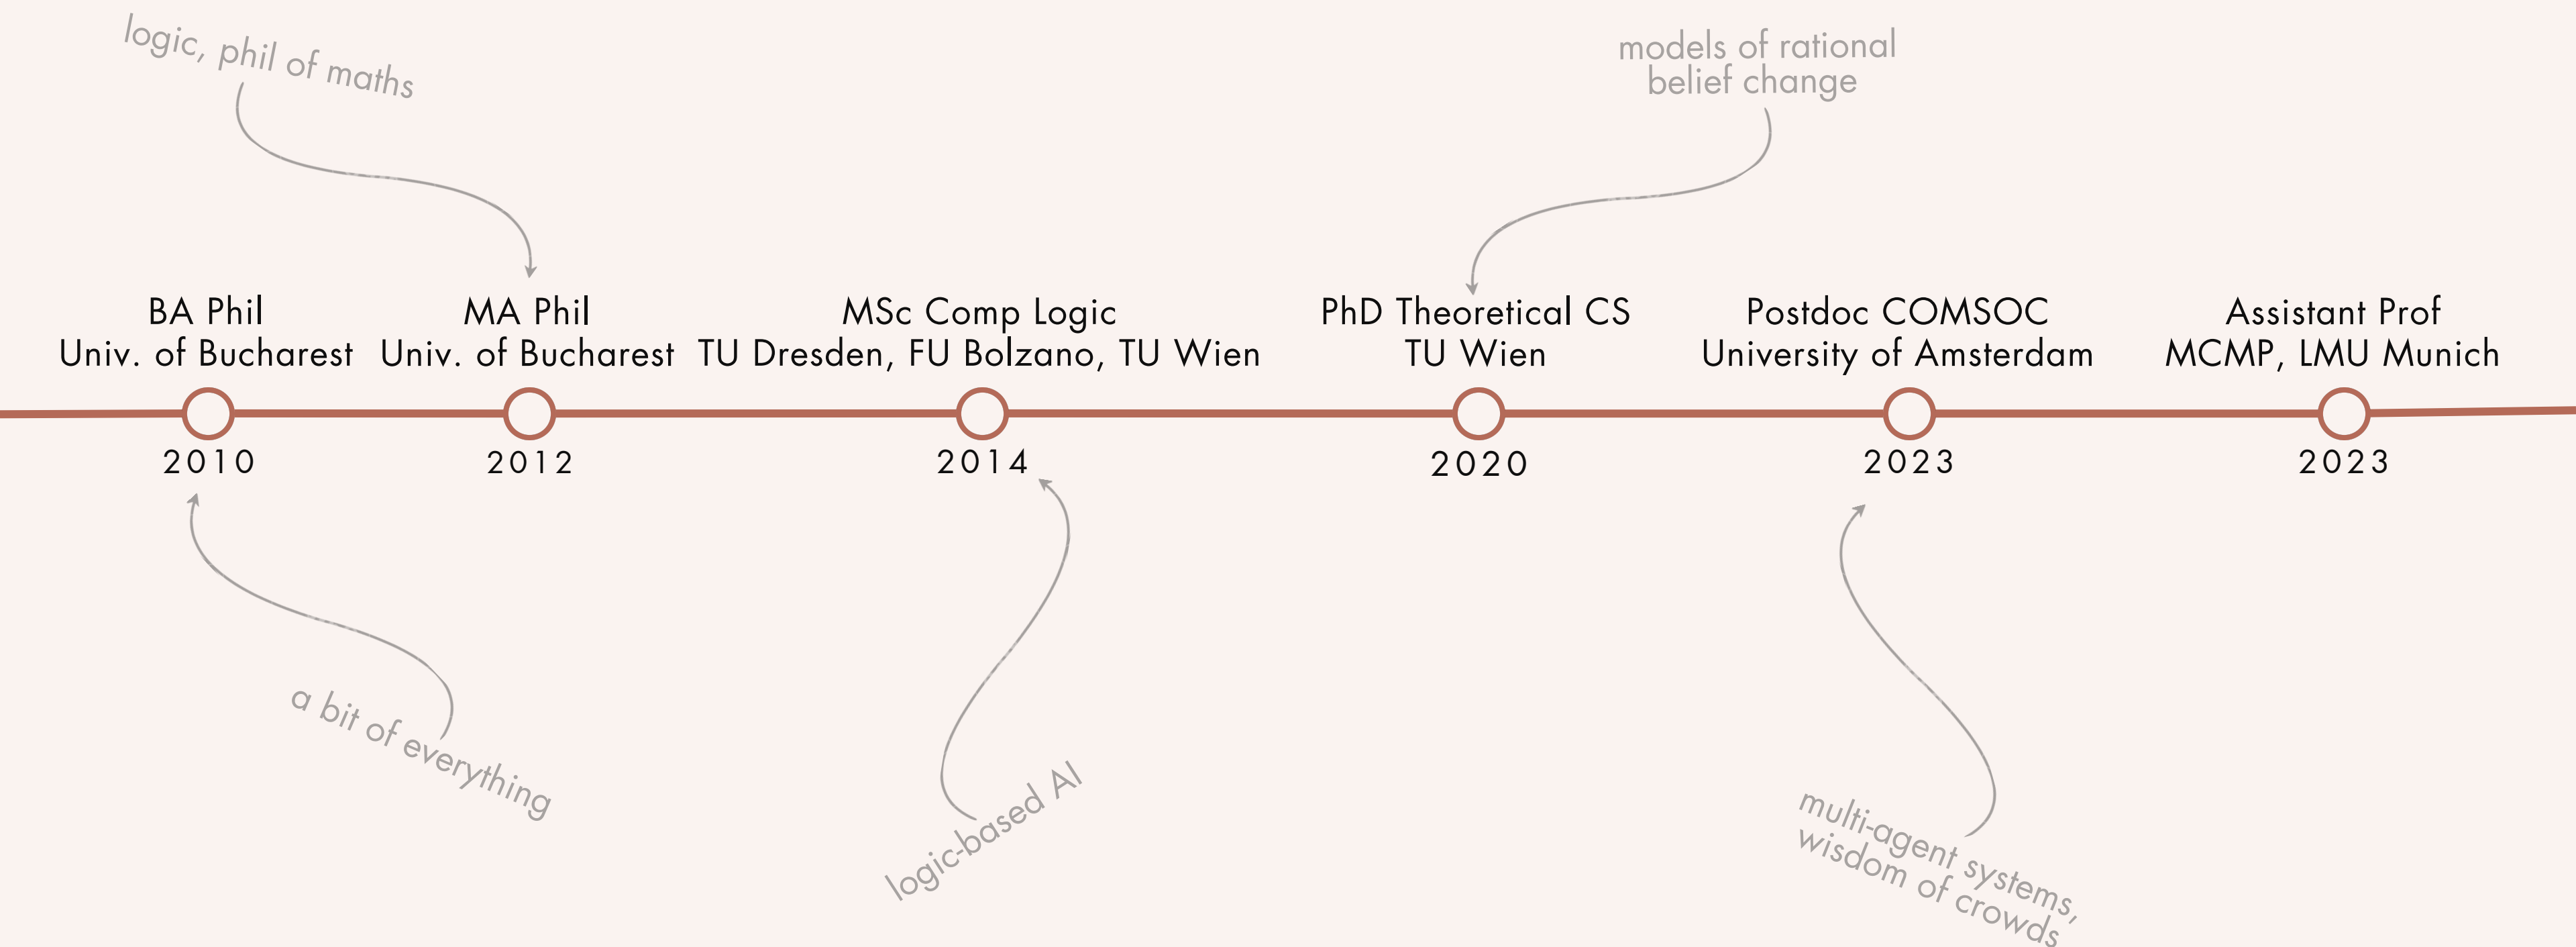 logic, phil of maths
models of rational
belief change
BA Phil
Univ. of Bucharest
MA Phil
Univ. of Bucharest
MSc Comp Logic
TU Dresden, FU Bolzano, TU Wien
PhD Theoretical CS
TU Wien
Postdoc COMSOC
University of Amsterdam
Assistant Prof
MCMP, LMU Munich
2010
2012
2014
2020
2023
2023
a bit of everything
logic-based AI
multi-agent systems,
wisdom of crowds